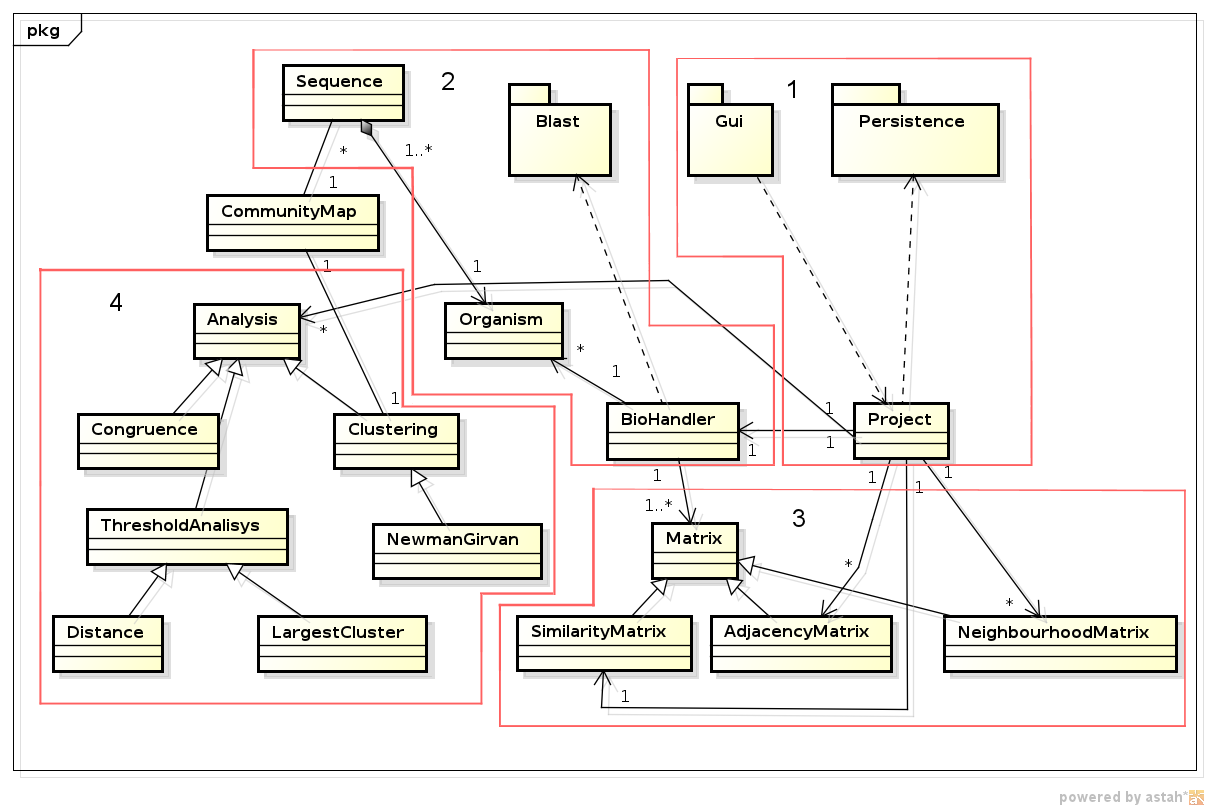 pkg
Sequence
2
Blast
1
Gui
Persistence
*
1..*
1
CommunityMap
1
1
4
Analysis
*
Organism
*
1
1
Congruence
Clustering
BioHandler
1
1
1
Project
1
1..*
1
1
1
ThresholdAnalisys
NewmanGirvan
Matrix
3
*
*
Distance
LargestCluster
SimilarityMatrix
AdjacencyMatrix
NeighbourhoodMatrix
1
powered by astah*